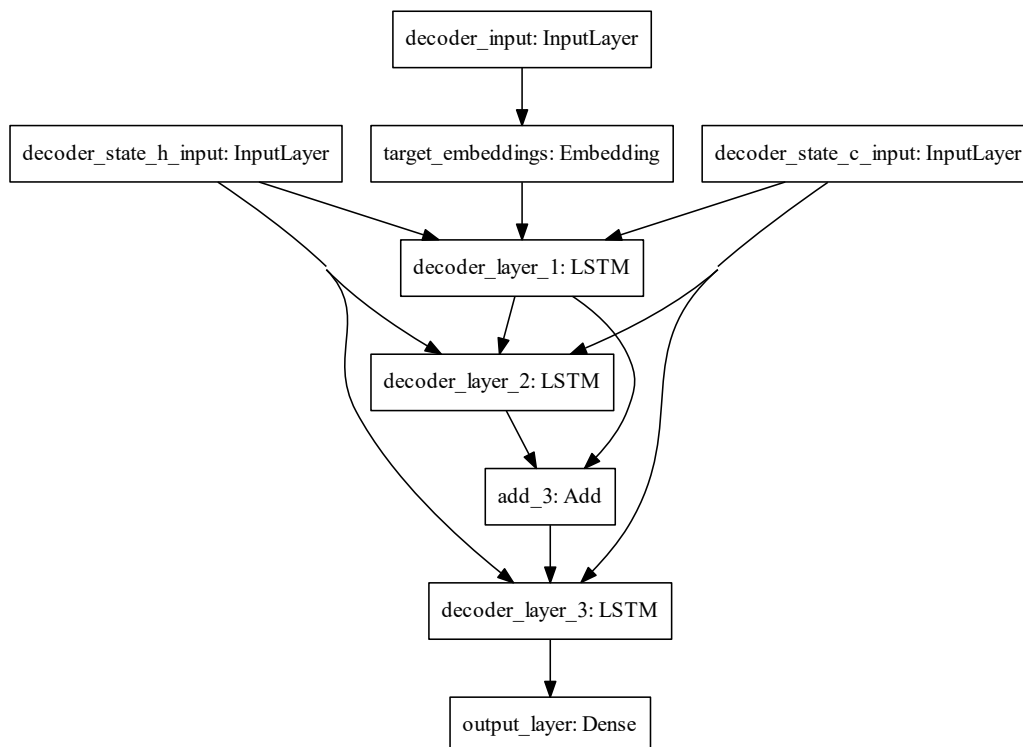 decoder_input: InputLayer
decoder_state_h_input: InputLayer
target_embeddings: Embedding
decoder_state_c_input: InputLayer
decoder_layer_1: LSTM
decoder_layer_2: LSTM
add_3: Add
decoder_layer_3: LSTM
output_layer: Dense